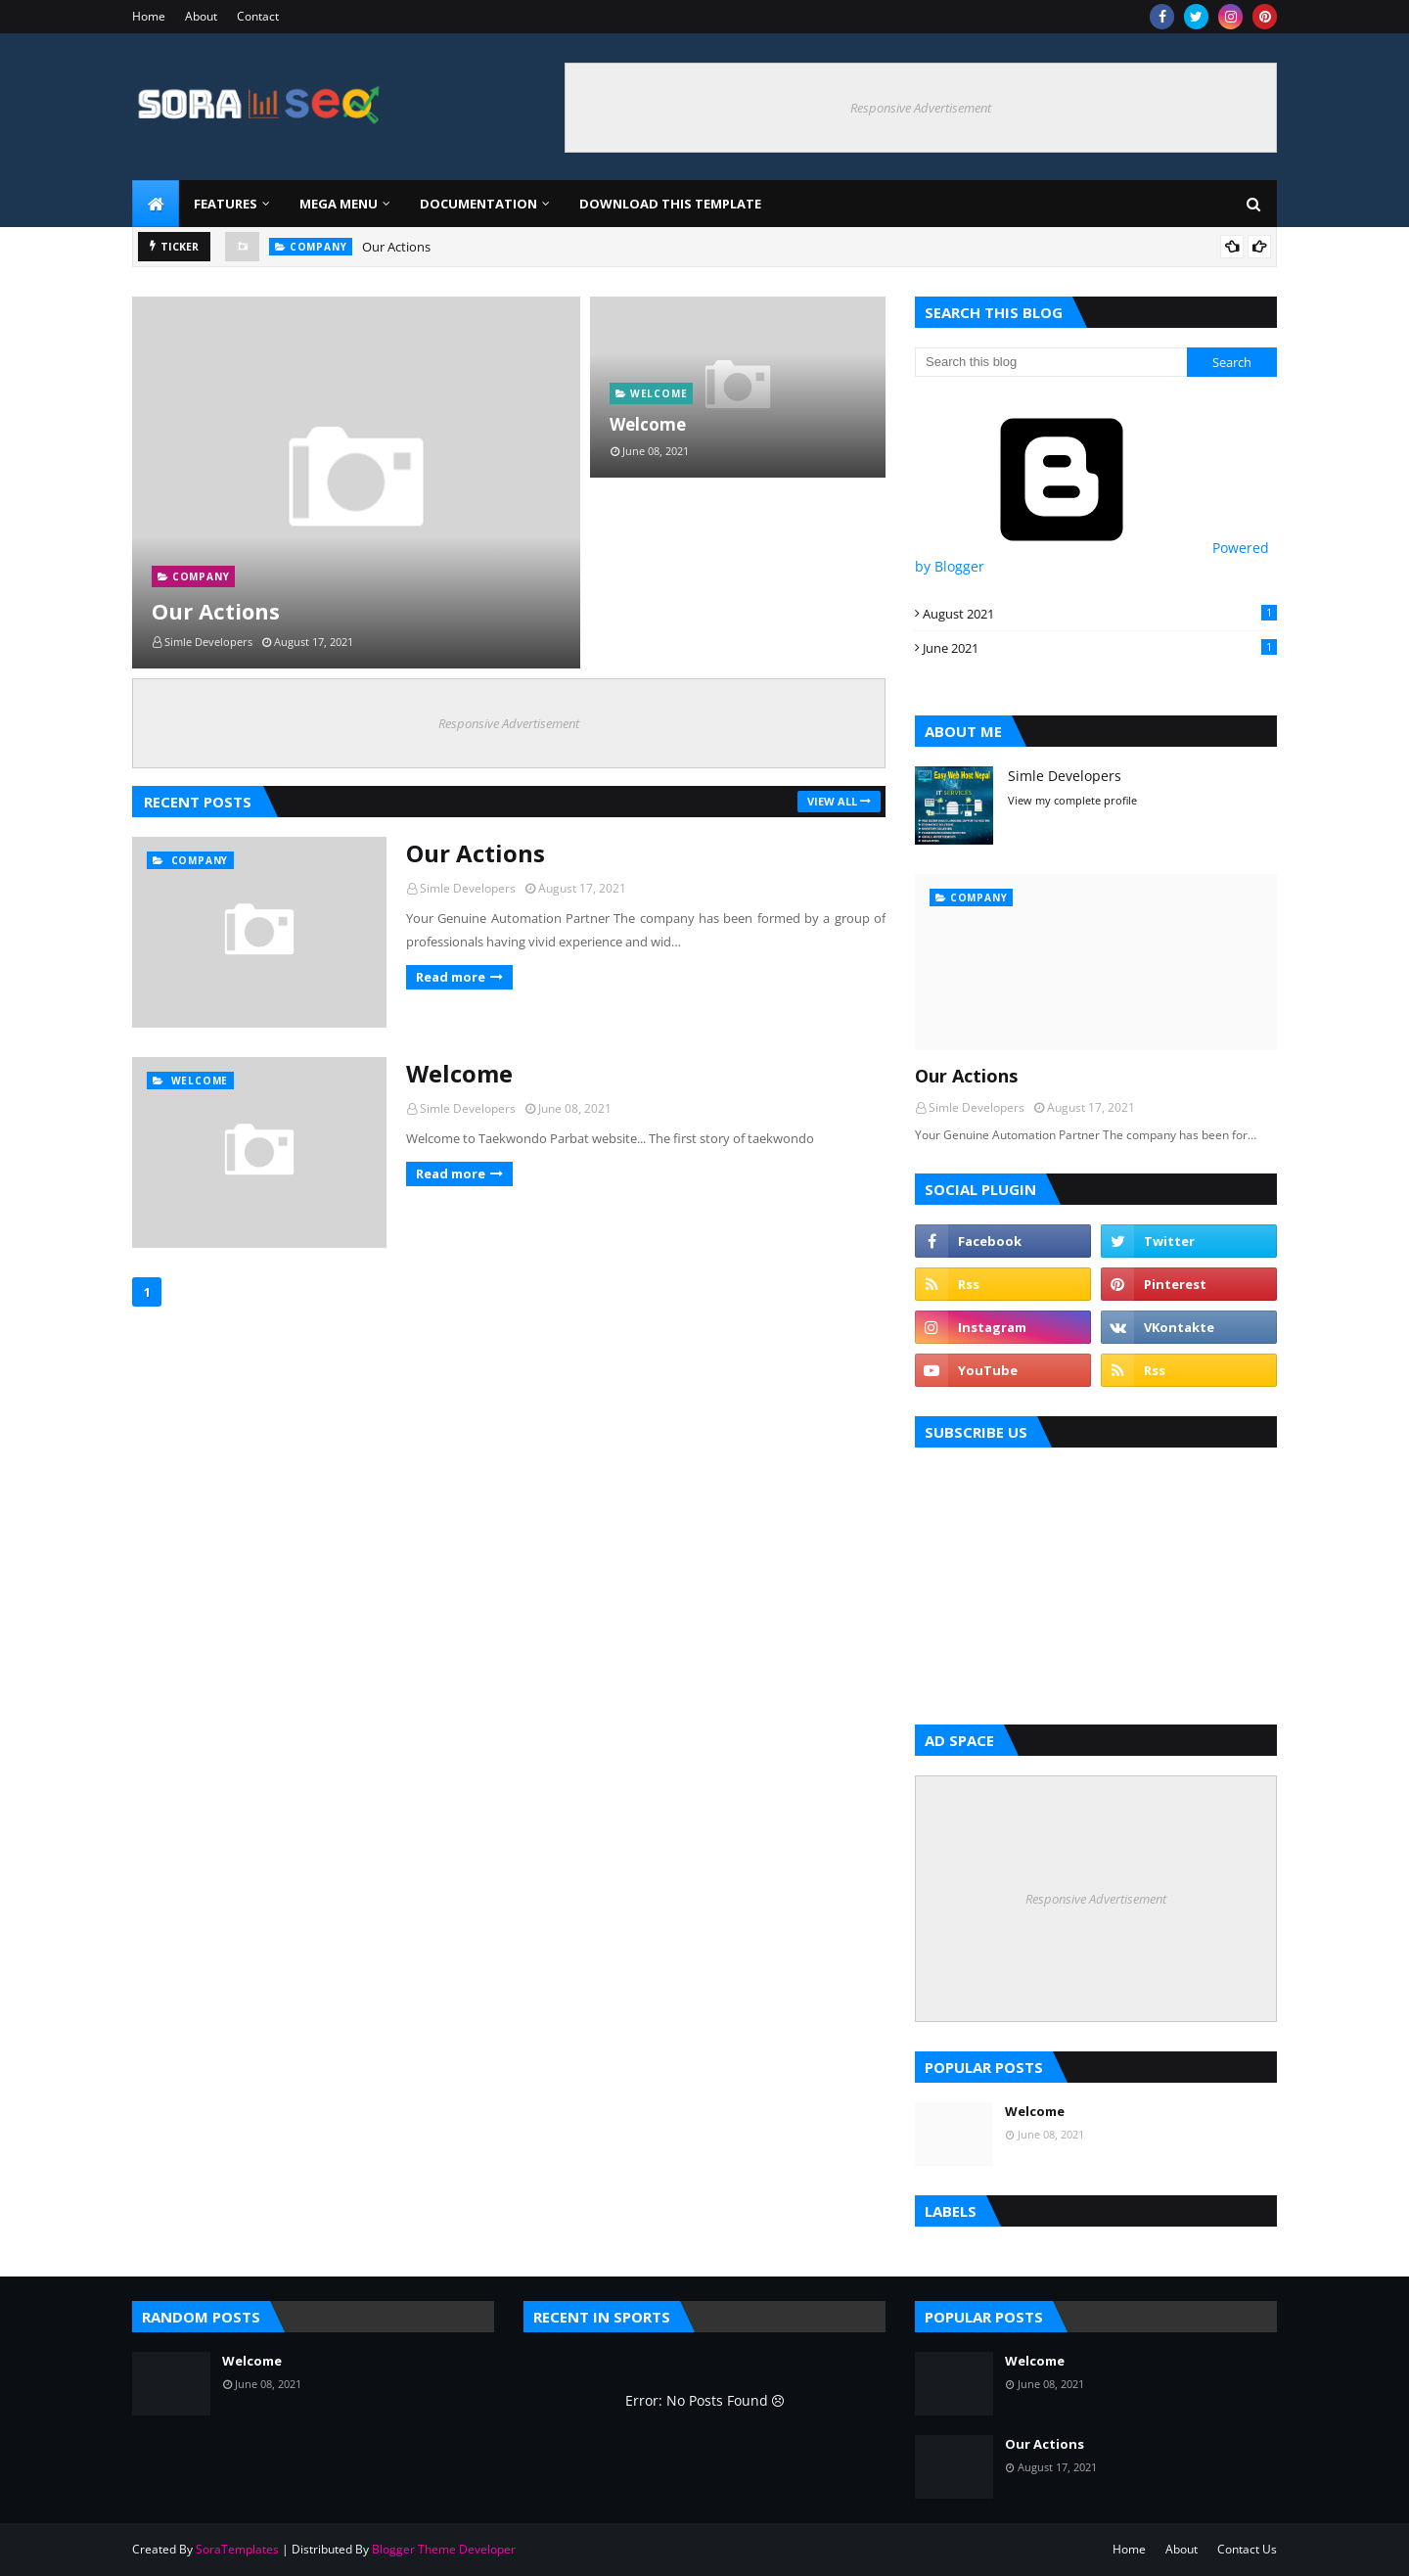 Home About Contact
SORA SEO
Responsive Advertisement
FEATURES MEGA MENU DOCUMENTATION DOWNLOAD THIS TEMPLATE
TICKER COMPANY Our Actions
COMPANY
Our Actions
Simle Developers August 17, 2021
WELCOME
Welcome
June 08, 2021
Responsive Advertisement
RECENT POSTS VIEW ALL
COMPANY
Our Actions
Simle Developers August 17, 2021
Your Genuine Automation Partner The company has been formed by a group of
professionals having vivid experience and wid...
Read more
WELCOME
Welcome
Simle Developers June 08, 2021
Welcome to Taekwondo Parbat website... The first story of taekwondo
Read more
1
SEARCH THIS BLOG
Search this blog Search
Powered
by Blogger
August 2021 1
June 2021 1
ABOUT ME
Easy Web Host Nepal
IT SERVICES
Simle Developers
View my complete profile
COMPANY
Our Actions
Simle Developers August 17, 2021
Your Genuine Automation Partner The company has been for...
SOCIAL PLUGIN
Facebook Twitter
Rss Pinterest
Instagram VKontakte
YouTube Rss
SUBSCRIBE US
AD SPACE
Responsive Advertisement
POPULAR POSTS
Welcome
June 08, 2021
LABELS
RANDOM POSTS
Welcome
June 08, 2021
RECENT IN SPORTS
Error: No Posts Found
POPULAR POSTS
Welcome
June 08, 2021
Our Actions
August 17, 2021
Created By SoraTemplates | Distributed By Blogger Theme Developer
Home About Contact Us